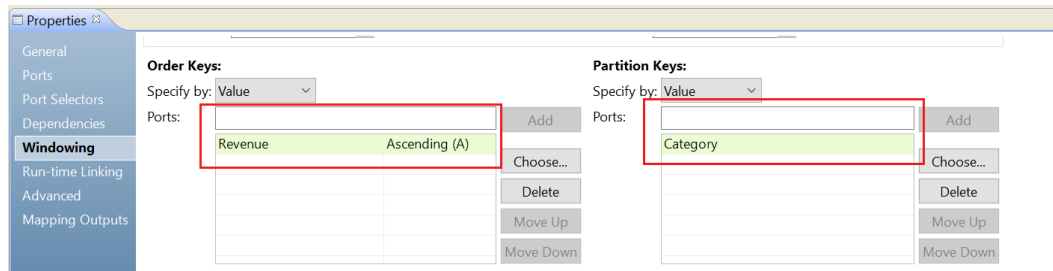 Properties
General
Ports
Port Selectors
Dependencies
Windowing
Run-time Linking
Advanced
Mapping Outputs
Order Keys:
Specify by: Value
Ports:
Add
Revenue Ascending (A)
Choose...
Delete
Move Up
Move Down
Partition Keys:
Specify by: Value
Ports:
Add
Category
Choose...
Delete
Move Up
Move Down